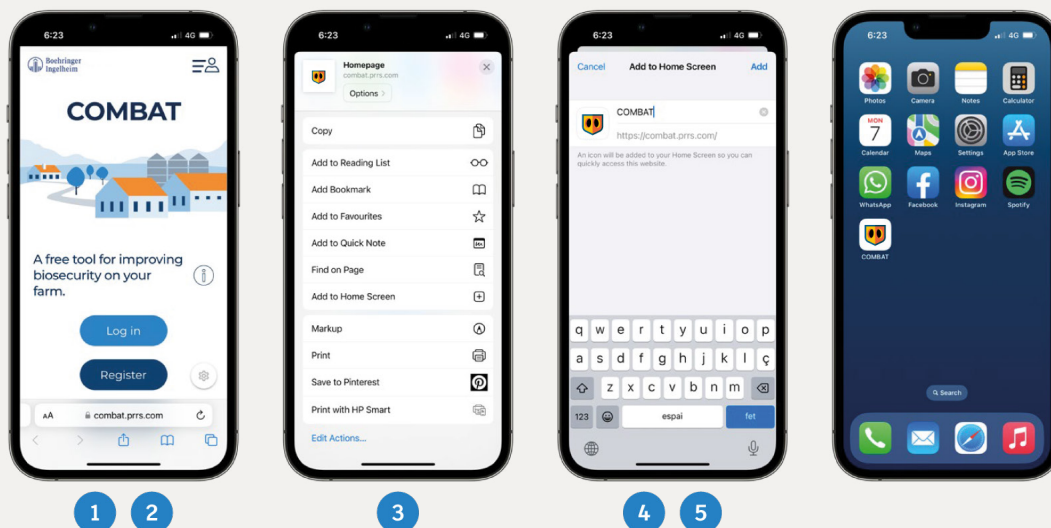 6:23
4G
Boehringer
Ingelheim
COMBAT
A free tool for improving
biosecurity on your
farm.
Log in
Register
AA
combat.prrs.com
1
2
6:23
4G
Homepage
combat.prrs.com
Options >
Copy
Add to Reading List
Add Bookmark
Add to Favourites
Add to Quick Note
Find on Page
Add to Home Screen
Markup
Print
Save to Pinterest
Print with HP Smart
Edit Actions...
3
6:23
4G
Cancel
Add to Home Screen
Add
COMBAT
https://combat.prrs.com/
An icon will be added to your Home Screen so you can
quickly access this website.
q w e r t y u i o p
a s d f g h j k l ç
z x c v b n m
123 espai fet
4
5
6:23
4G
Photos Camera Notes Calculator
MON
7
Calendar Maps Settings App Store
WhatsApp Facebook Instagram Spotify
COMBAT
Search